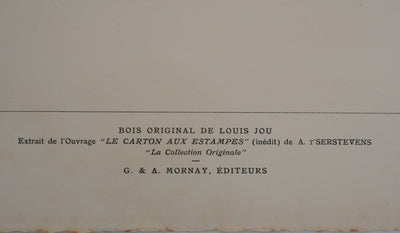 BOIS ORIGINAL DE LOUIS JOU
Extrait de l'Ouvrage "LE CARTON AUX ESTAMPES" (inédit) de A. T'SERSTEVENS
"La Collection Originale"
—
G. & A. MORNAY, ÉDITEURS